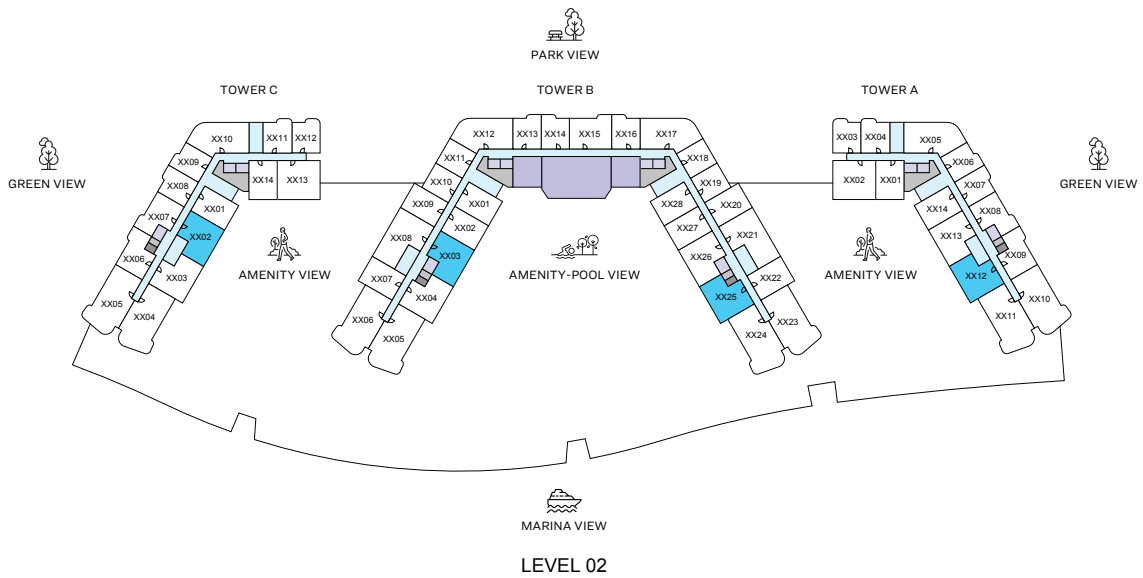 PARK VIEW
TOWER C
TOWER B
TOWER A
GREEN VIEW
GREEN VIEW
XX10
XX11
XX12
XX09
XX08
XX14
XX13
XX01
XX07
XX02
XX06
XX03
XX05
XX04
AMENITY VIEW
XX12
XX13
XX14
XX15
XX16
XX17
XX11
XX18
XX10
XX01
XX28
XX19
XX09
XX02
XX27
XX20
XX08
XX03
XX26
XX21
XX07
XX04
XX25
XX22
XX06
XX05
XX24
XX23
AMENITY-POOL VIEW
AMENITY VIEW
XX03
XX04
XX05
XX02
XX01
XX06
XX07
XX14
XX08
XX13
XX09
XX12
XX10
XX11
MARINA VIEW
LEVEL 02